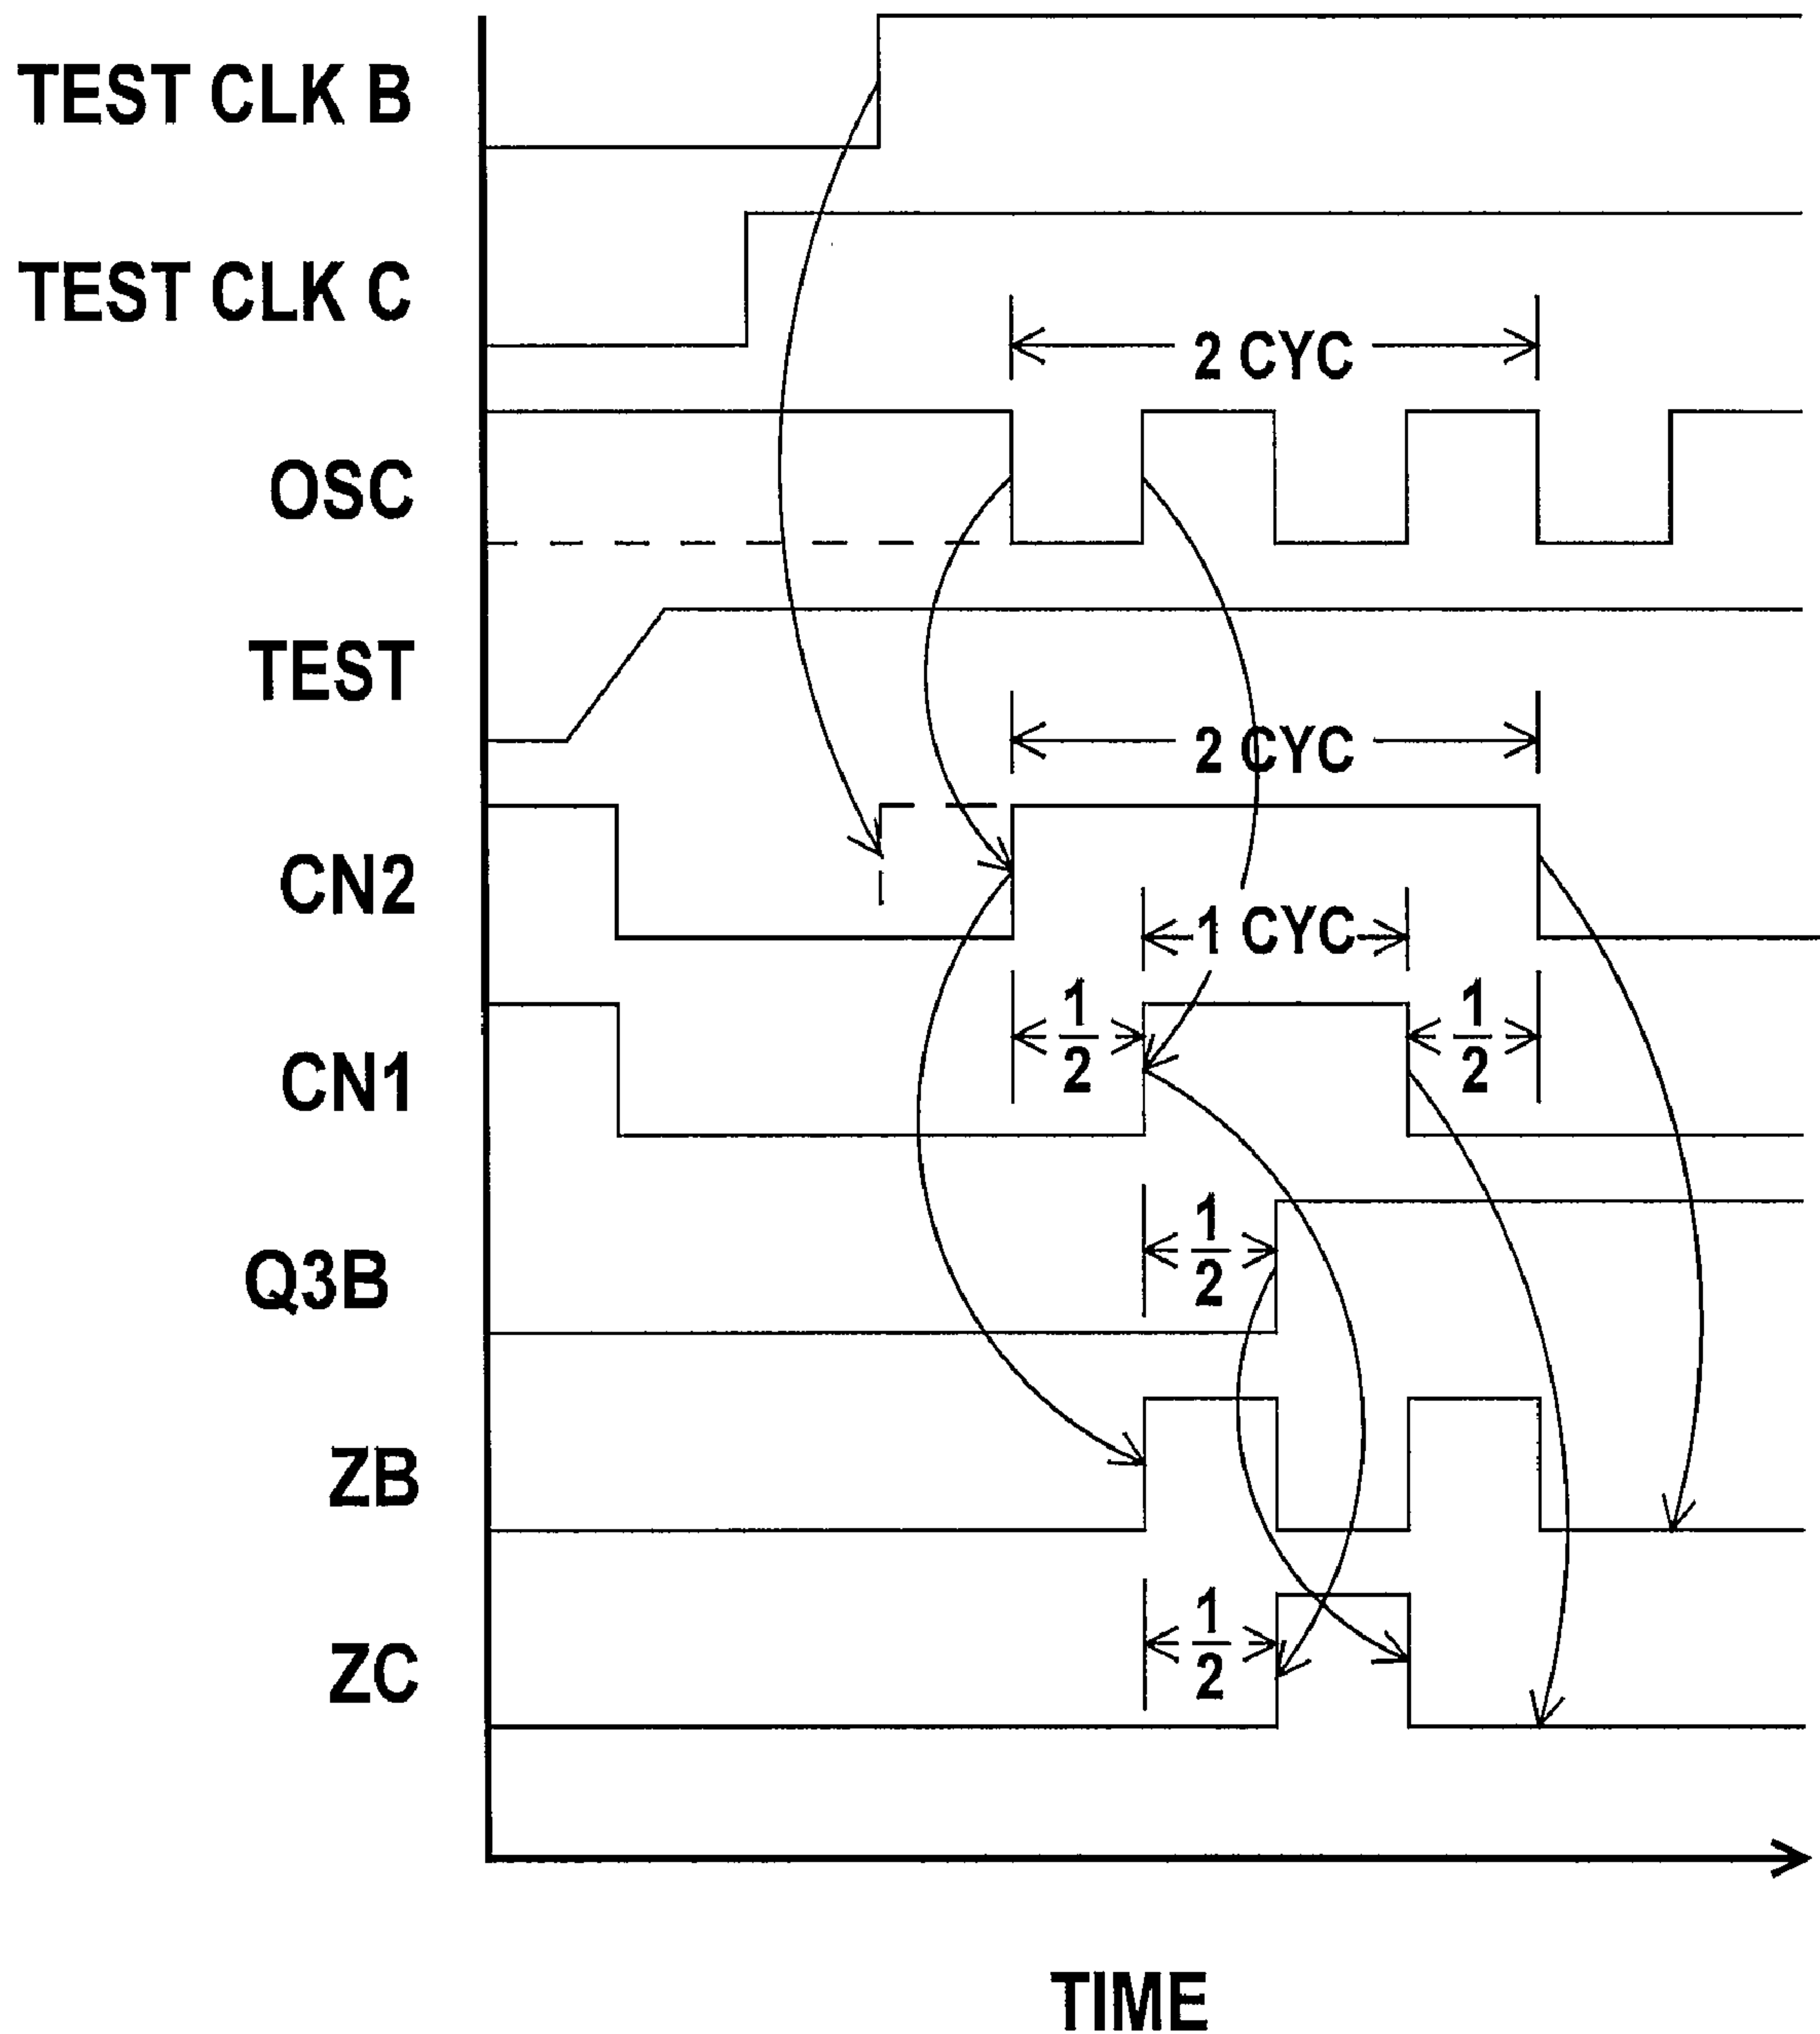 TEST CLK B
TEST CLK C
2 CYC
OSC
TEST
2 CYC
CN2
1 CYC
1/2
1/2
CN1
1/2
Q3B
ZB
1/2
ZC
TIME